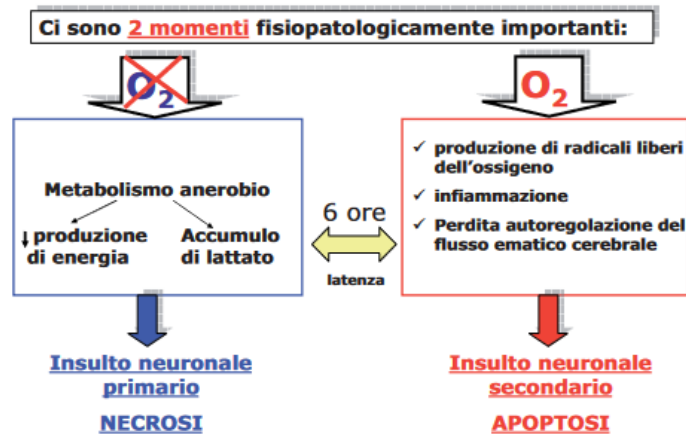 Ci sono 2 momenti fisiopatologicamente importanti:
O2
O2
Metabolismo anerobio
↓ produzione
di energia
Accumulo
di lattato
6 ore
latenza
✓ produzione di radicali liberi
dell'ossigeno
✓ infiammazione
✓ Perdita autoregolazione del
flusso ematico cerebrale
Insulto neuronale
primario
NECROSI
Insulto neuronale
secondario
APOPTOSI